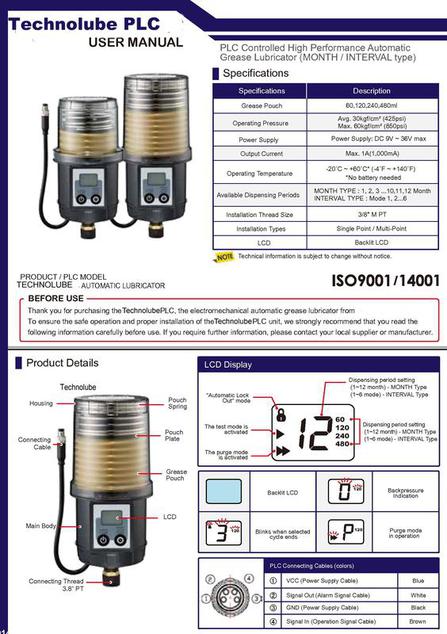 Technolube PLC
USER MANUAL
PLC Controlled High Performance Automatic
Grease Lubricator (MONTH / INTERVAL type)
Specifications
Specifications Description
Grease Pouch 60,120,240,480ml
Operating Pressure Avg. 30kgf/cm² (425psi)
Max. 60kgf/cm² (850psi)
Power Supply Power Supply: DC 9V ~ 36V max
Output Current Max. 1A(1,000mA)
Operating Temperature -20˚C ~ +60˚C* (-4˚F ~ +140˚F)
*No battery needed
Available Dispensing Periods MONTH TYPE : 1, 2, 3 ...10,11,12 Month
INTERVAL TYPE : Mode 1, 2...6
Installation Thread Size 3/8" M PT
Installation Types Single Point / Multi-Point
LCD Backlit LCD
NOTE Technical information is subject to change without notice.
PRODUCT / PLC MODEL
TECHNOLUBE - AUTOMATIC LUBRICATOR
ISO9001/14001
BEFORE USE
Thank you for purchasing the TechnolubePLC, the electromechanical automatic grease lubricator from
To ensure the safe operation and proper installation of the TechnolubePLC unit, we strongly recommend that you read the
following information carefully before use. If you require further information, please contact your local supplier or manufacturer.
Product Details
Technolube
Housing
Pouch
Spring
Connecting
Cable
Pouch
Plate
Grease
Pouch
LCD
Main Body
Connecting Thread
3.8" PT
LCD Display
"Automatic Lock
Out" mode
The test mode is
activated
The purge mode
is activated
12
60
120
240
480
Dispensing period setting
(1~12 month) - MONTH Type
(1~6 mode) - INTERVAL Type
Dispensing period setting
(1~12 month) - MONTH Type
(1~6 mode) - INTERVAL Type
Backlit LCD
0 120
Backpressure
Indication
3 120
Blinks when selected
cycle ends
P 120
Purge mode
in operation
PLC Connecting Cables (colors)
① VCC (Power Supply Cable) Blue
② Signal Out (Alarm Signal Cable) White
③ GND (Power Supply Cable) Black
④ Signal In (Operation Signal Cable) Brown
② ④
① ③